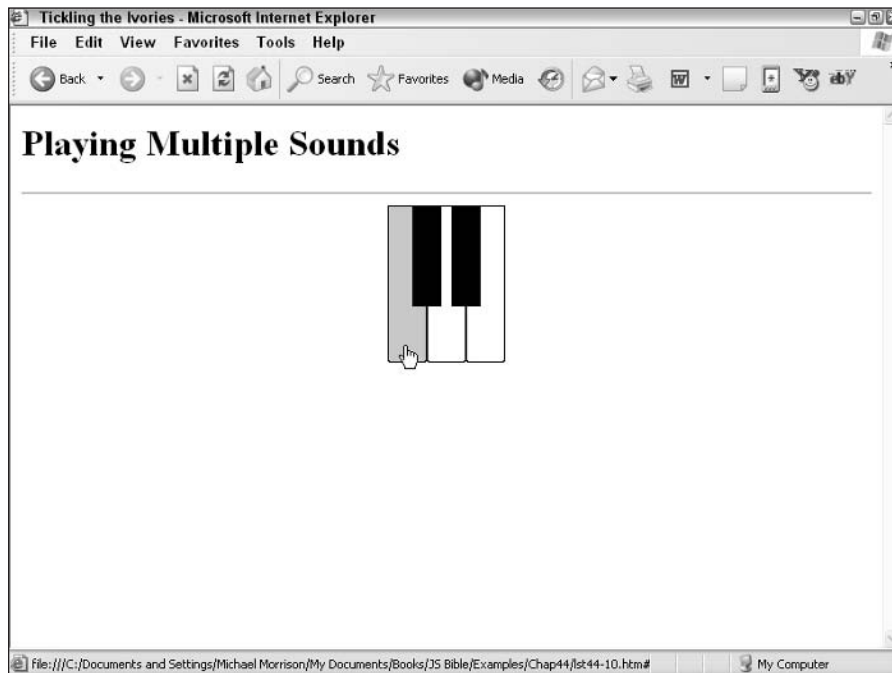 Tickling the Ivories - Microsoft Internet Explorer
File Edit View Favorites Tools Help
Back Search Favorites Media
Playing Multiple Sounds
file:///C:/Documents and Settings/Michael Morrison/My Documents/Books/JS Bible/Examples/Chap44/lst44-10.htm# My Computer